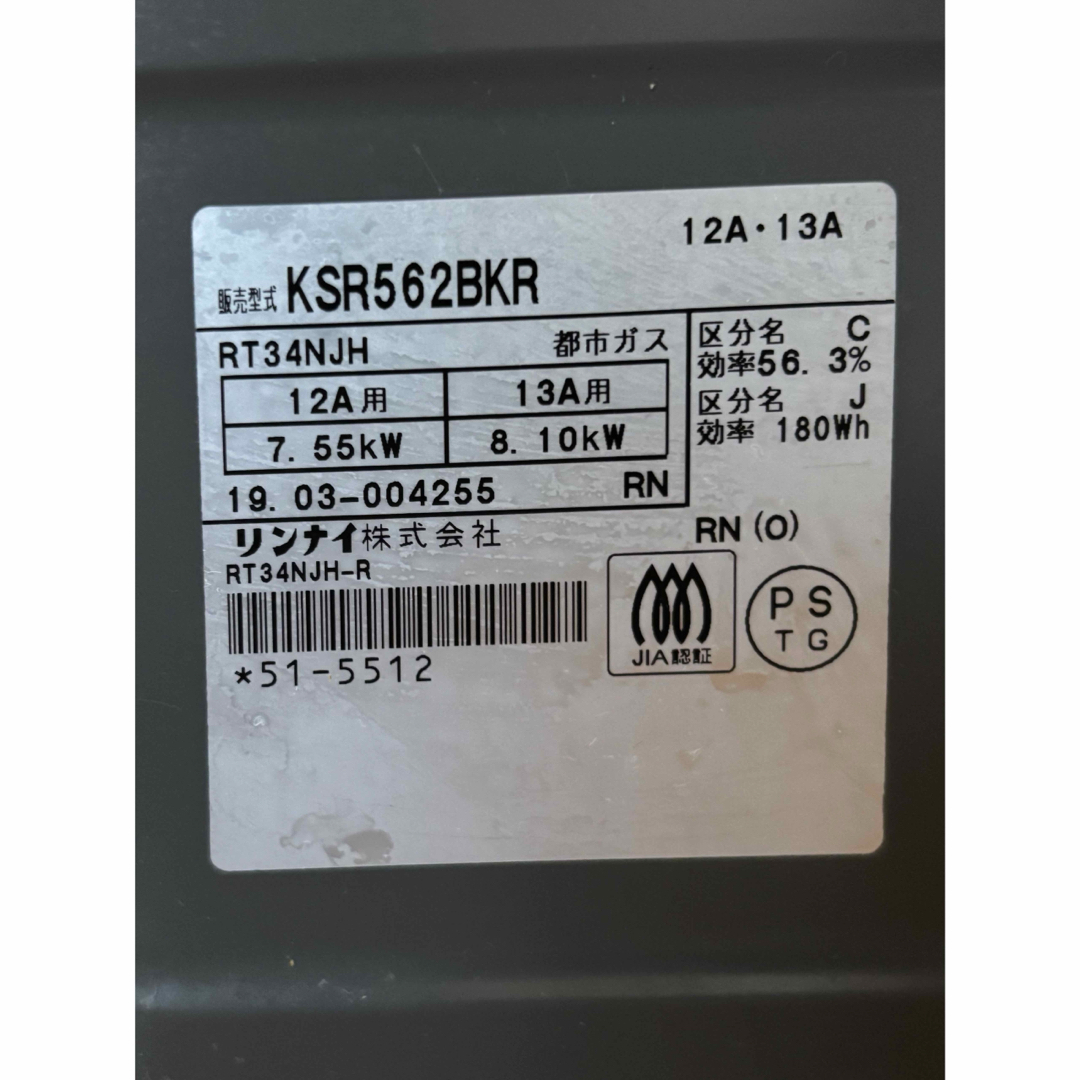 12A・13A
販売型式 KSR562BKR
RT34NJH 都市ガス
12A用 13A用
7.55kW 8.10kW
19.03-004255 RN
区分名 C
効率56.3%
区分名 J
効率 180Wh
リンナイ株式会社
RT34NJH-R
*51-5512
RN(O)
JIA認証
PS
TG